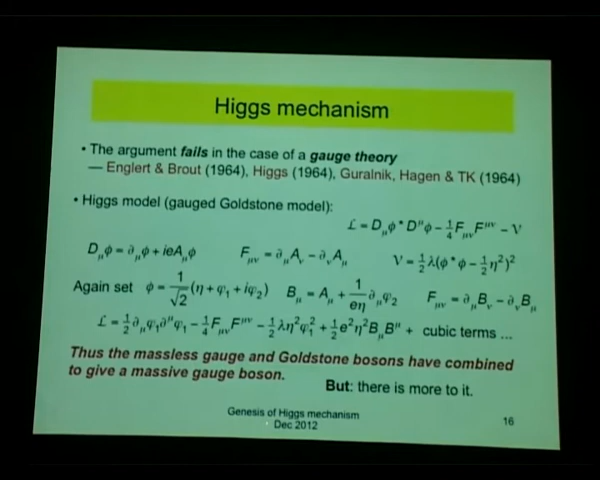 Higgs mechanism
• The argument fails in the case of a gauge theory
— Englert & Brout (1964), Higgs (1964), Guralnik, Hagen & TK (1964)
• Higgs model (gauged Goldstone model):
ℒ = D_μφ*D^μφ − ¼F_μνF^μν − 𝒱
D_μφ = ∂_μφ + ieA_μφ F_μν = ∂_μA_ν − ∂_νA_μ 𝒱 = ½λ(φ*φ − ½η²)²
Again set φ = 1/√2 (η + φ₁ + iφ₂) B_μ = A_μ + 1/eη ∂_μφ₂ F_μν = ∂_μB_ν − ∂_νB_μ
ℒ = ½∂_μφ₁∂^μφ₁ − ¼F_μνF^μν − ½λη²φ₁² + ½e²η²B_μB^μ + cubic terms ...
Thus the massless gauge and Goldstone bosons have combined
to give a massive gauge boson.
But: there is more to it.
Genesis of Higgs mechanism
Dec 2012
16